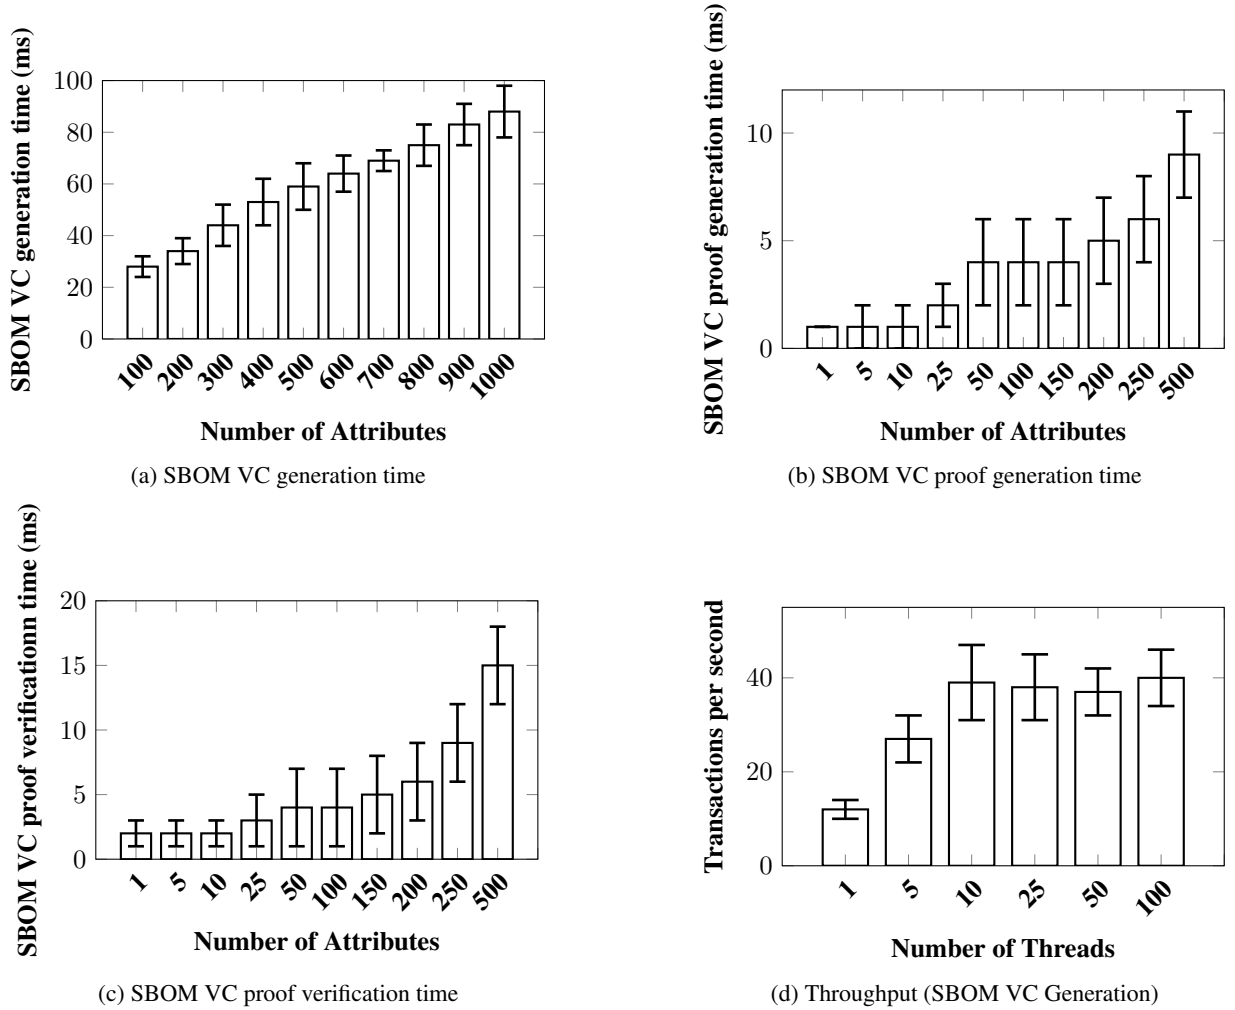 SBOM VC generation time (ms)
100
80
60
40
20
0
100 200 300 400 500 600 700 800 900 1000
Number of Attributes
(a) SBOM VC generation time
SBOM VC proof generation time (ms)
10
5
0
1 5 10 25 50 100 150 200 250 500
Number of Attributes
(b) SBOM VC proof generation time
SBOM VC proof verificationn time (ms)
20
15
10
5
0
1 5 10 25 50 100 150 200 250 500
Number of Attributes
(c) SBOM VC proof verification time
Transactions per second
40
20
0
1 5 10 25 50 100
Number of Threads
(d) Throughput (SBOM VC Generation)